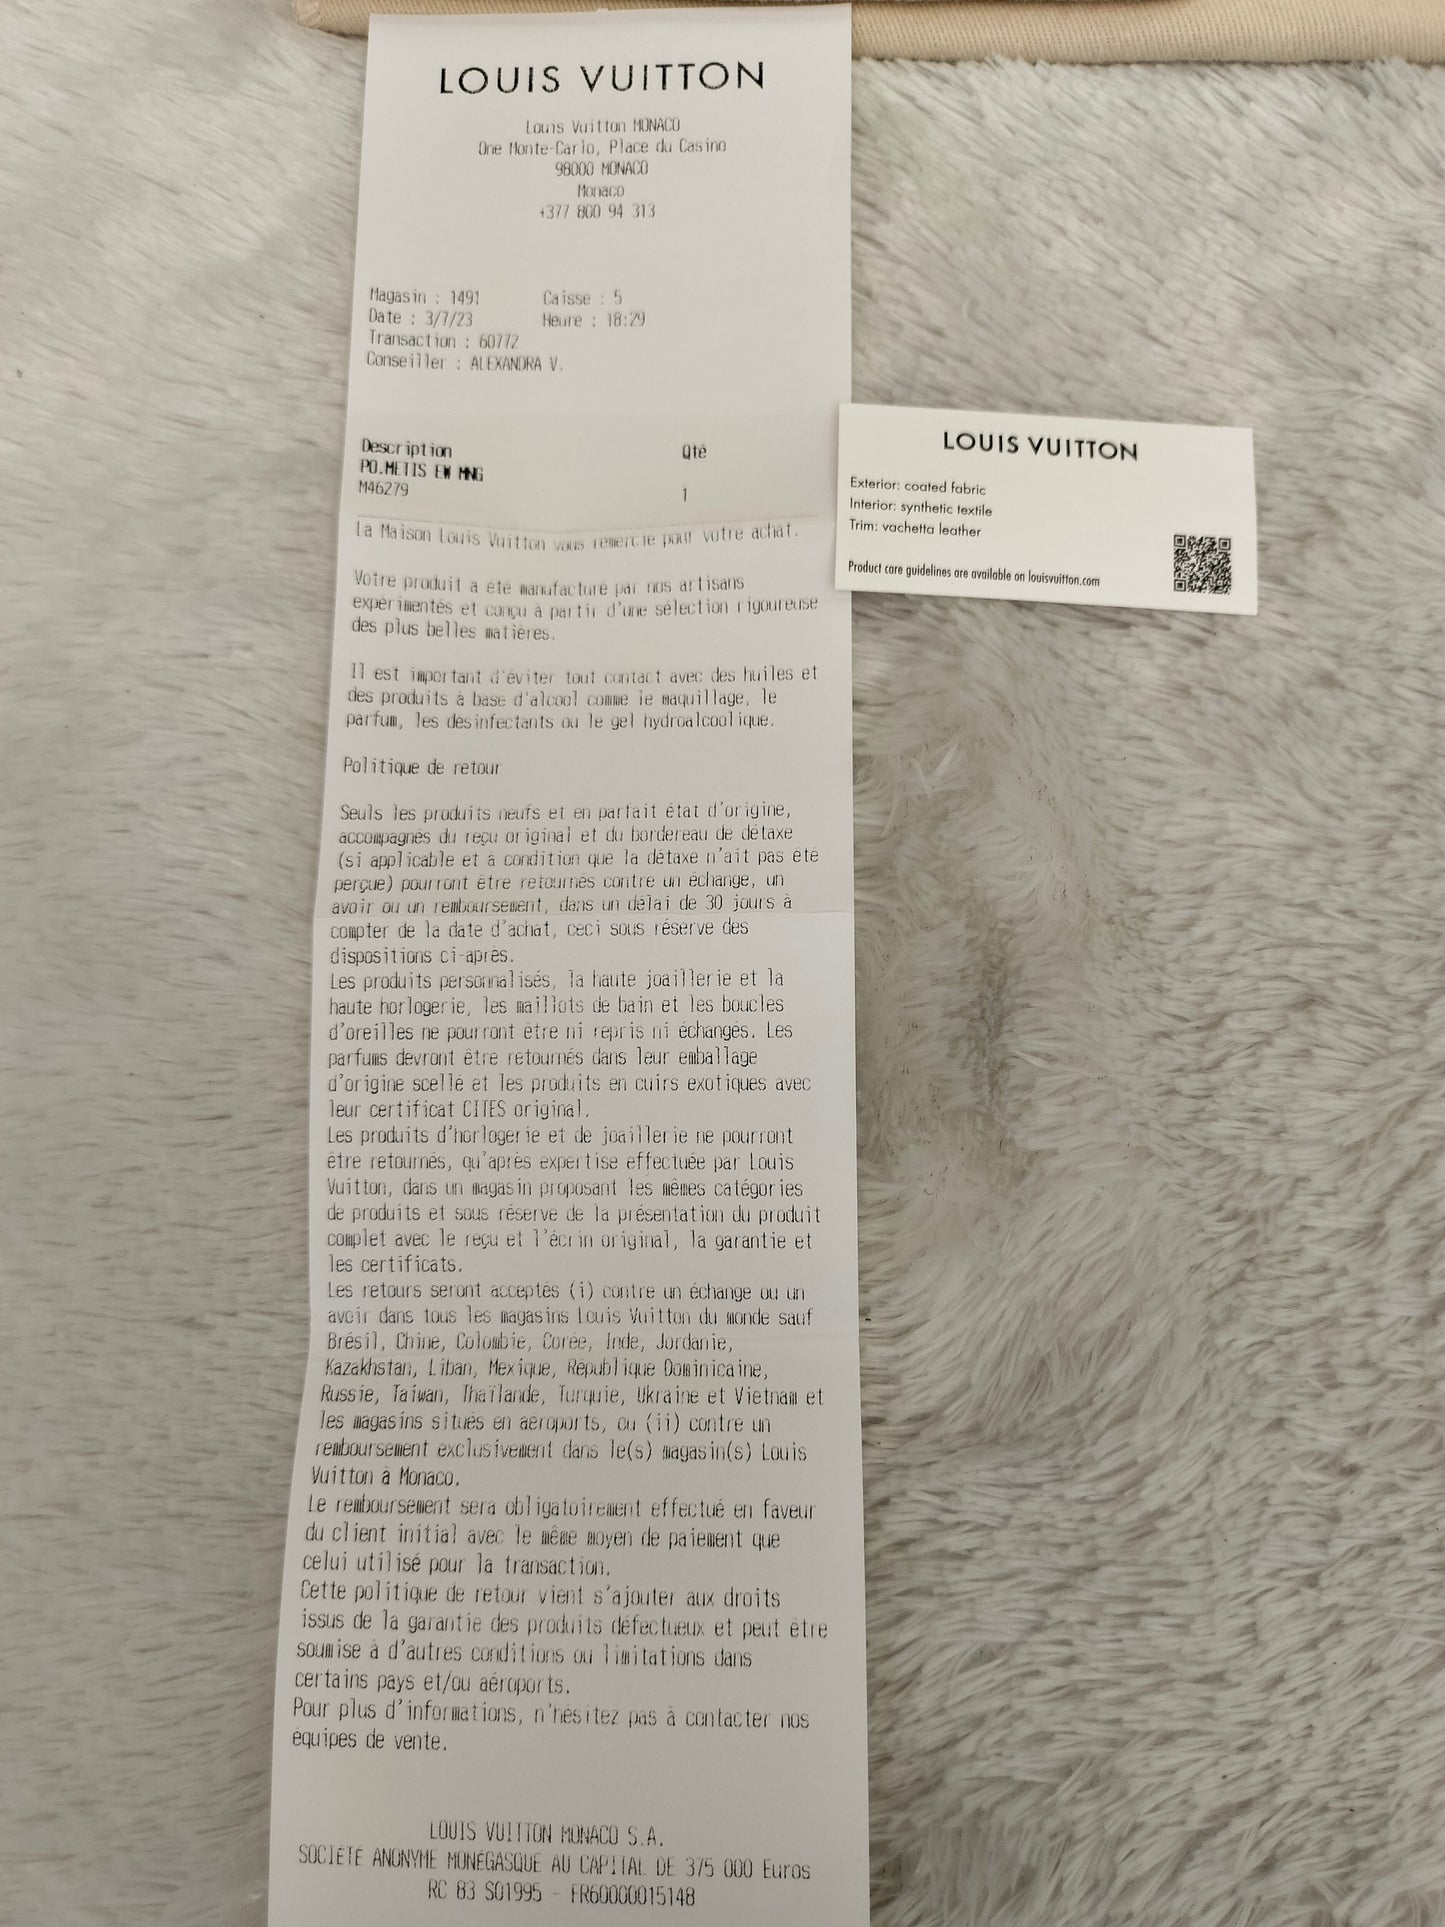 LOUIS VUITTON
Louis Vuitton MONACO
One Monte-Carlo, Place du Casino
98000 MONACO
Monaco
+377 800 94 313
Magasin : 1491 Caisse : 5
Date : 3/7/23 Heure : 18:29
Transaction : 60772
Conseiller : ALEXANDRA V.
Description Qté
PO.METIS EW MNG
M46279 1
La Maison Louis Vuitton vous remercie pour votre achat.
Votre produit a été manufacturé par nos artisans
expérimentés et conçu à partir d'une sélection rigoureuse
des plus belles matières.
Il est important d'éviter tout contact avec des huiles et
des produits à base d'alcool comme le maquillage, le
parfum, les desinfectants ou le gel hydroalcoolique.
Politique de retour
Seuls les produits neufs et en parfait état d'origine,
accompagnés du reçu original et du bordereau de détaxe
(si applicable et à condition que la détaxe n'ait pas été
perçue) pourront être retournés contre un échange, un
avoir ou un remboursement, dans un délai de 30 jours à
compter de la date d'achat, ceci sous réserve des
dispositions ci-après.
Les produits personnalisés, la haute joaillerie et la
haute horlogerie, les maillots de bain et les boucles
d'oreilles ne pourront être ni repris ni échangés. Les
parfums devront être retournés dans leur emballage
d'origine scellé et les produits en cuirs exotiques avec
leur certificat CITES original.
Les produits d'horlogerie et de joaillerie ne pourront
être retournés, qu'après expertise effectuée par Louis
Vuitton, dans un magasin proposant les mêmes catégories
de produits et sous réserve de la présentation du produit
complet avec le reçu et l'écrin original, la garantie et
les certificats.
Les retours seront acceptés (i) contre un échange ou un
avoir dans tous les magasins Louis Vuitton du monde sauf
Brésil, Chine, Colombie, Corée, Inde, Jordanie,
Kazakhstan, Liban, Mexique, République Dominicaine,
Russie, Taiwan, Thaïlande, Turquie, Ukraine et Vietnam et
les magasins situés en aéroports, ou (ii) contre un
remboursement exclusivement dans le(s) magasin(s) Louis
Vuitton à Monaco.
Le remboursement sera obligatoirement effectué en faveur
du client initial avec le même moyen de paiement que
celui utilisé pour la transaction.
Cette politique de retour vient s'ajouter aux droits
issus de la garantie des produits défectueux et peut être
soumise à d'autres conditions ou limitations dans
certains pays et/ou aéroports.
Pour plus d'informations, n'hésitez pas à contacter nos
équipes de vente.
LOUIS VUITTON MONACO S.A.
SOCIÉTÉ ANONYME MONÉGASQUE AU CAPITAL DE 375 000 Euros
RC 83 S01995 - FR60000015148
LOUIS VUITTON
Exterior: coated fabric
Interior: synthetic textile
Trim: vachetta leather
Product care guidelines are available on louisvuitton.com